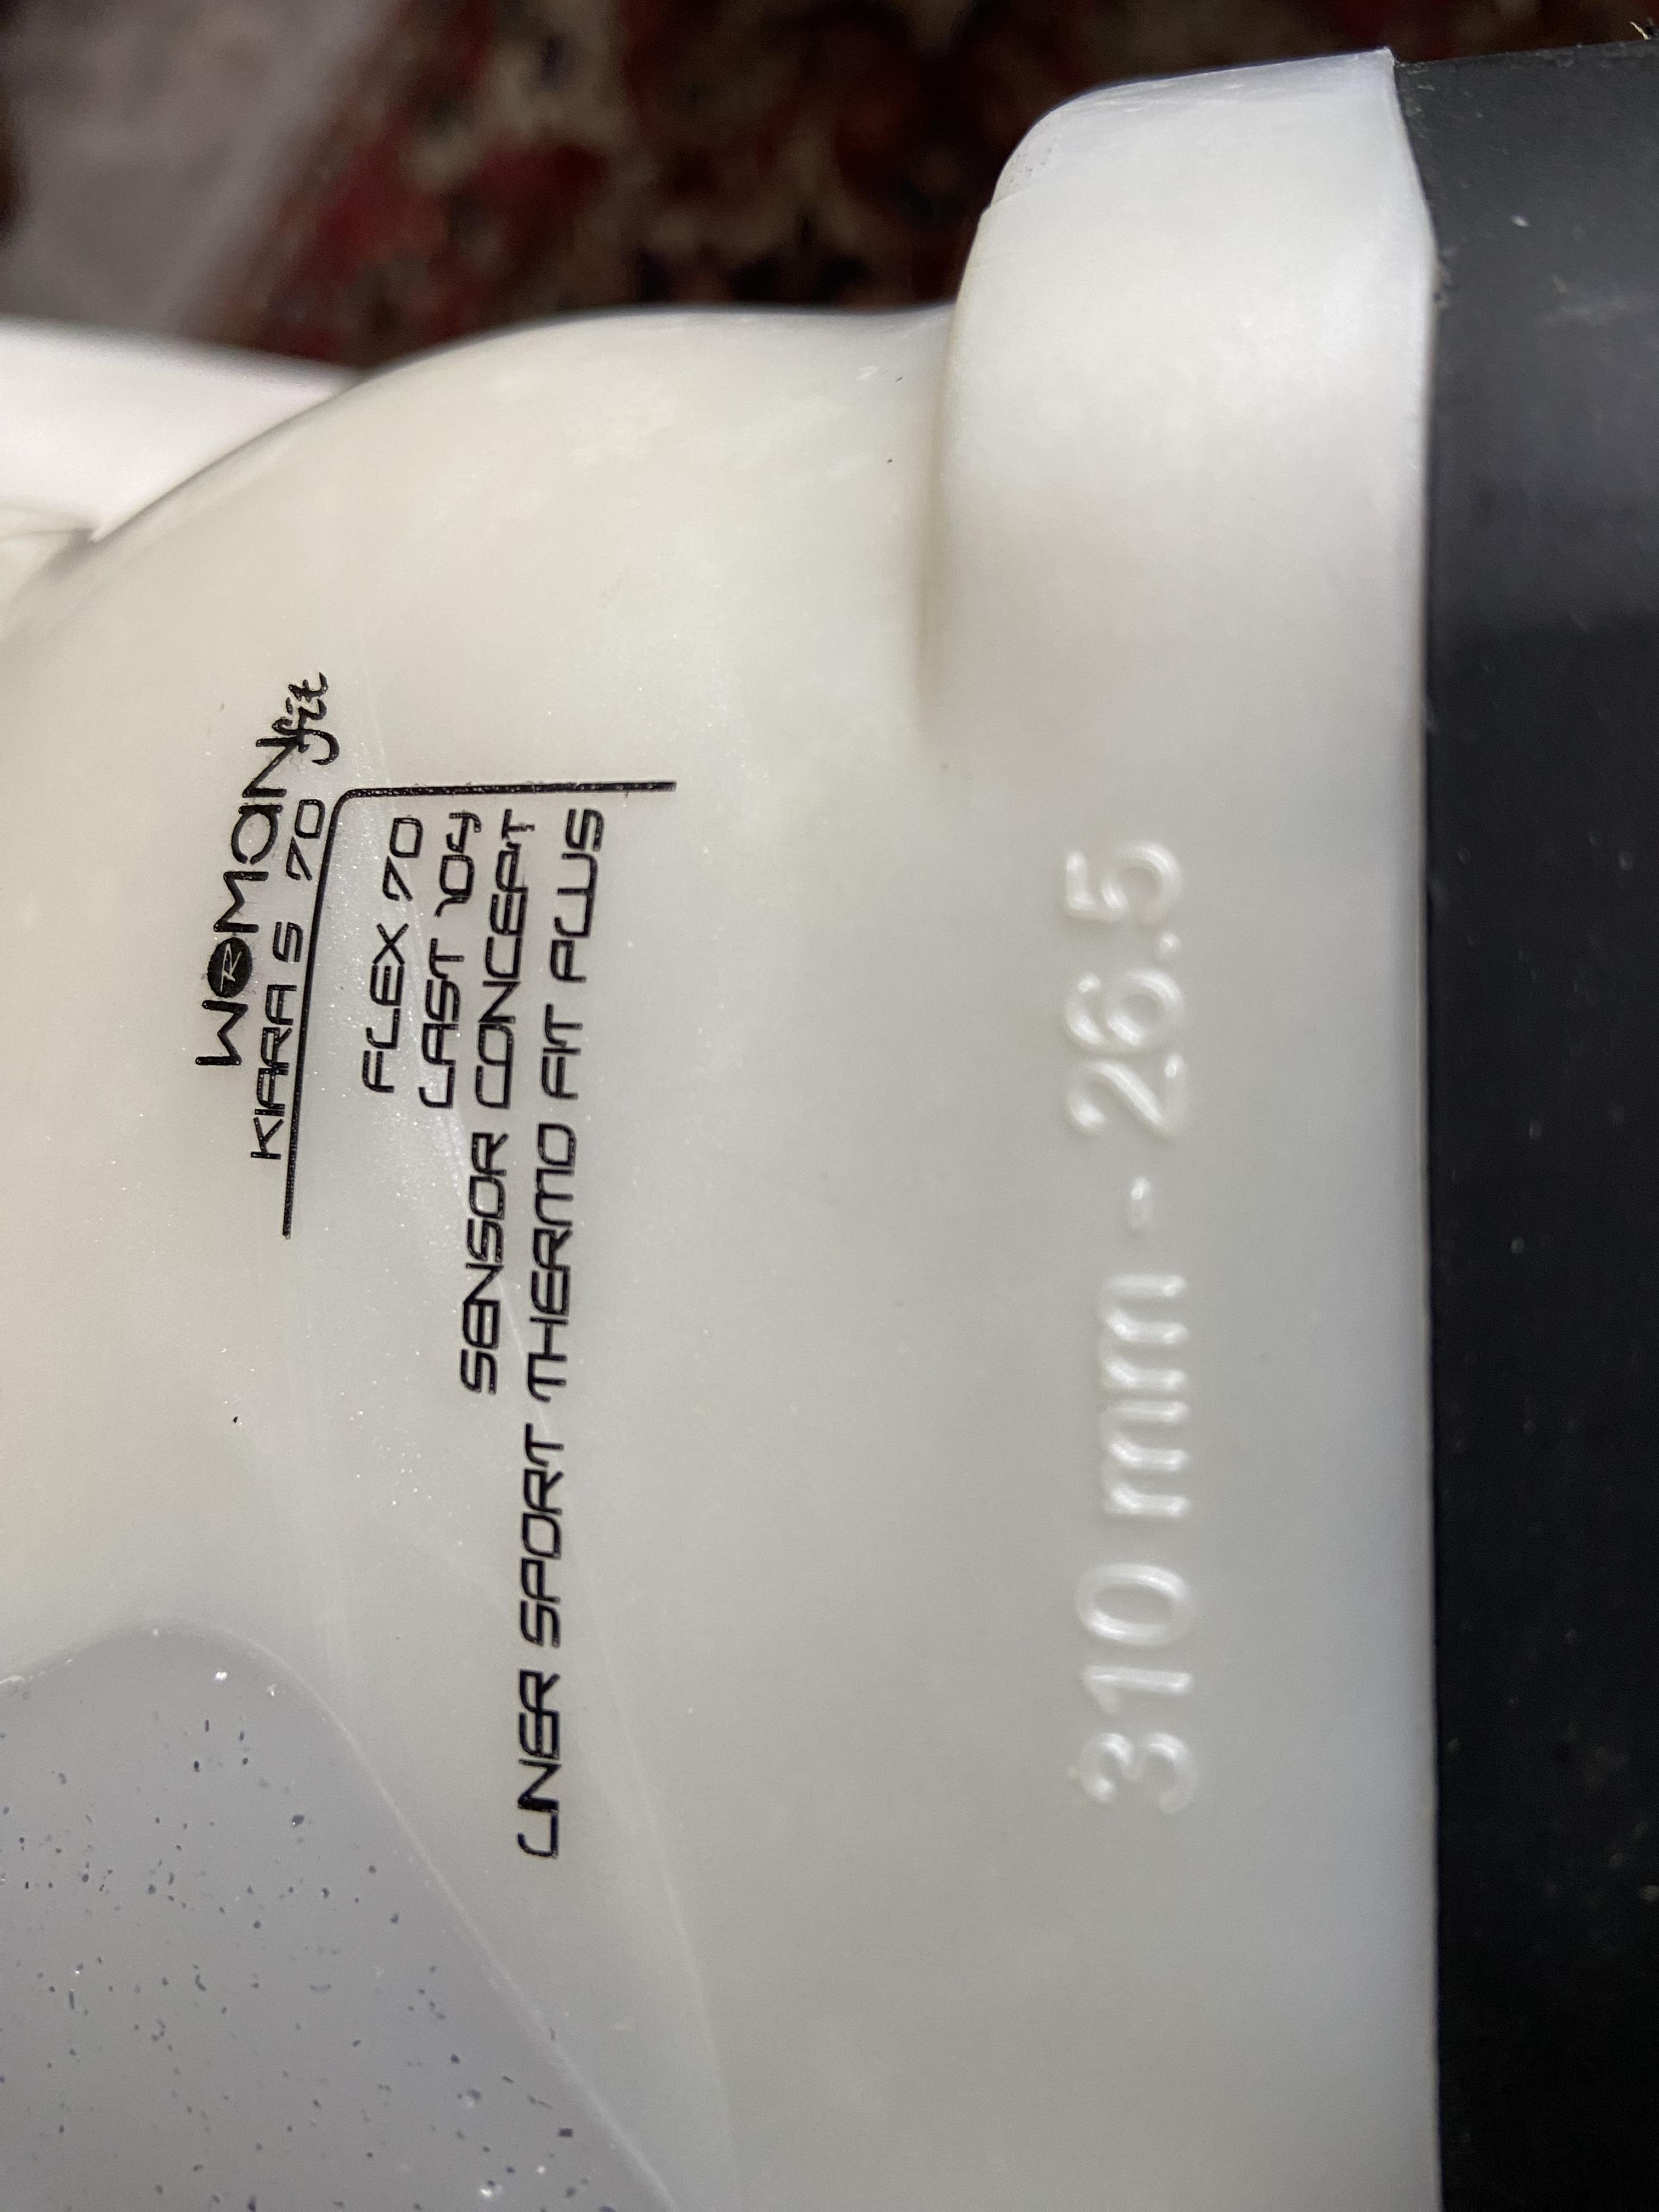 WOMAN fit
KIARA S 70
FLEX 70
LAST 104
SENSOR CONCEPT
LINER SPORT THERMO FIT PLUS
310 mm - 26.5